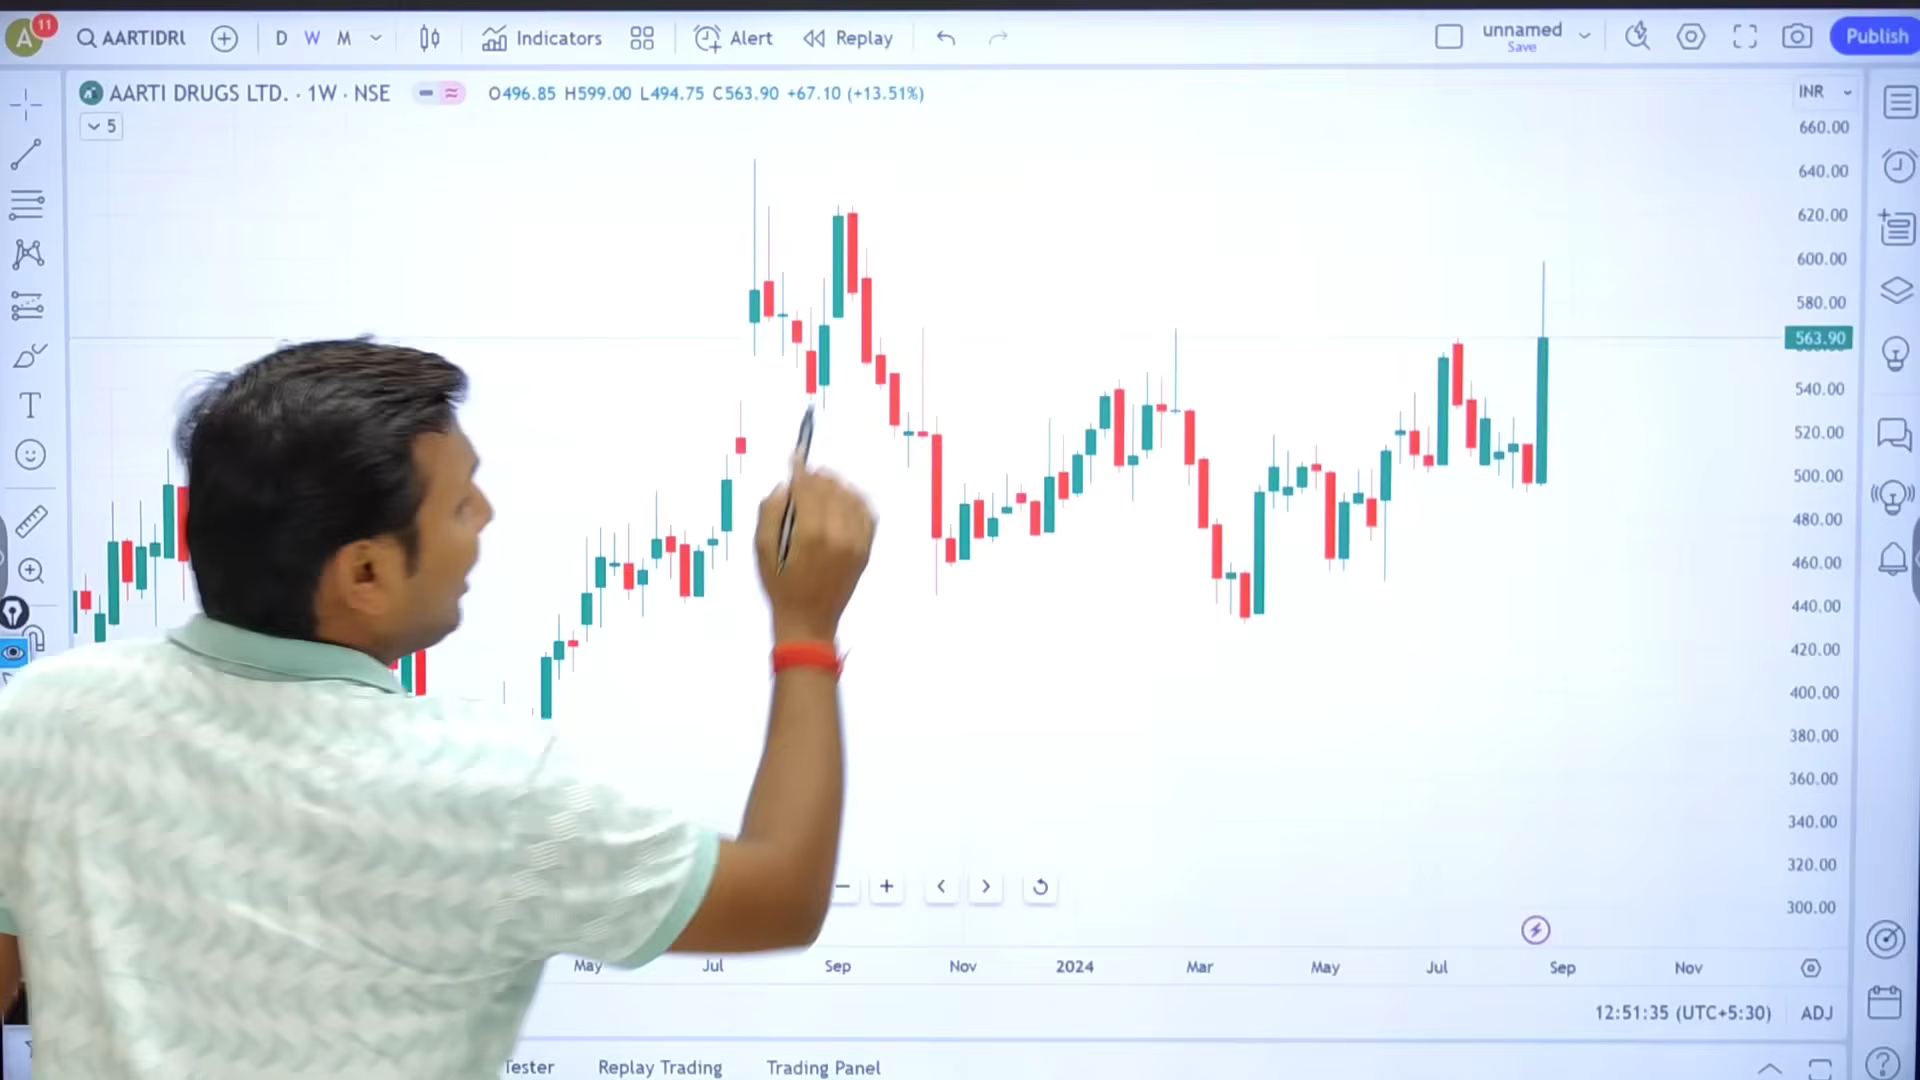 A
11
AARTIDRL
D W M
Indicators
Alert
Replay
unnamed
Save
Publish
AARTI DRUGS LTD. · 1W · NSE
O496.85 H599.00 L494.75 C563.90 +67.10 (+13.51%)
5
INR
660.00
640.00
620.00
600.00
580.00
563.90
540.00
520.00
500.00
480.00
460.00
440.00
420.00
400.00
380.00
360.00
340.00
320.00
300.00
May Jul Sep Nov 2024 Mar May Jul Sep Nov
12:51:35 (UTC+5:30) ADJ
Tester Replay Trading Trading Panel